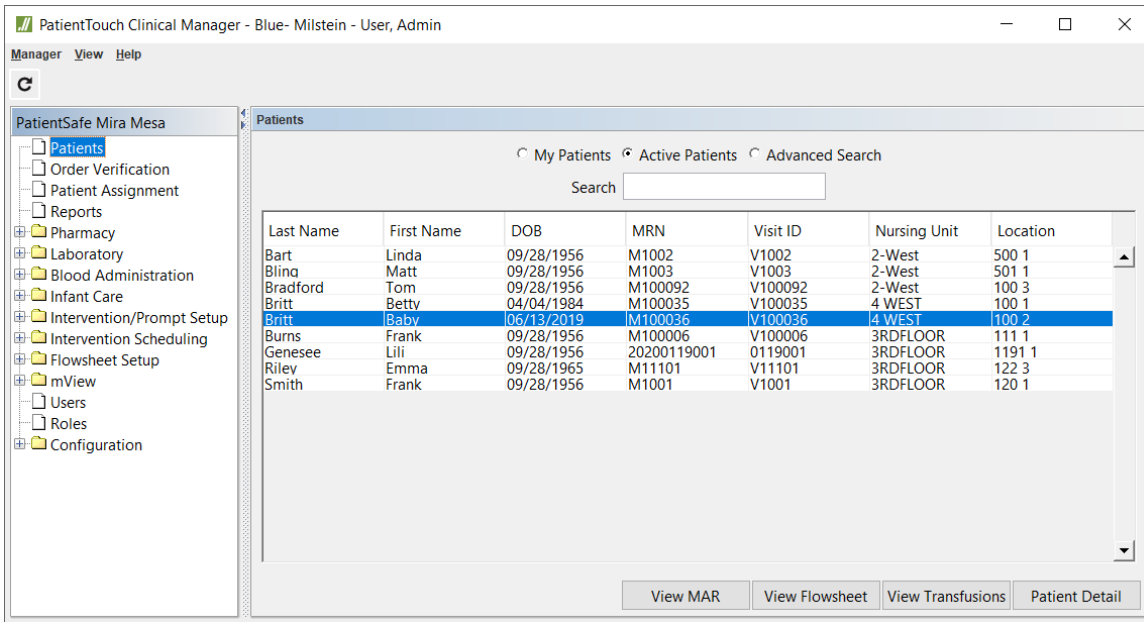 PatientTouch Clinical Manager - Blue- Milstein - User, Admin
Manager View Help
PatientSafe Mira Mesa
Patients
Order Verification
Patient Assignment
Reports
Pharmacy
Laboratory
Blood Administration
Infant Care
Intervention/Prompt Setup
Intervention Scheduling
Flowsheet Setup
mView
Users
Roles
Configuration
Patients
My Patients Active Patients Advanced Search
Search
Last Name First Name DOB MRN Visit ID Nursing Unit Location
Bart Linda 09/28/1956 M1002 V1002 2-West 500 1
Bling Matt 09/28/1956 M1003 V1003 2-West 501 1
Bradford Tom 09/28/1956 M100092 V100092 2-West 100 3
Britt Betty 04/04/1984 M100035 V100035 4 WEST 100 1
Britt Baby 06/13/2019 M100036 V100036 4 WEST 100 2
Burns Frank 09/28/1956 M100006 V100006 3RDFLOOR 111 1
Genesee Lili 09/28/1956 20200119001 0119001 3RDFLOOR 1191 1
Riley Emma 09/28/1965 M11101 V11101 3RDFLOOR 122 3
Smith Frank 09/28/1956 M1001 V1001 3RDFLOOR 120 1
View MAR View Flowsheet View Transfusions Patient Detail